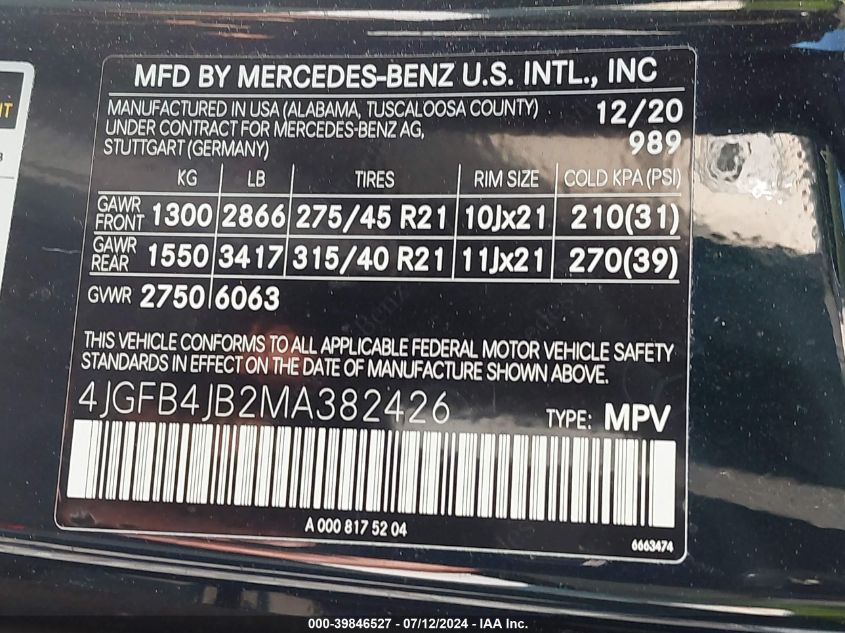 MFD BY MERCEDES-BENZ U.S. INTL., INC
MANUFACTURED IN USA (ALABAMA, TUSCALOOSA COUNTY) 12/20
UNDER CONTRACT FOR MERCEDES-BENZ AG, 989
STUTTGART (GERMANY)
KG LB TIRES RIM SIZE COLD KPA (PSI)
GAWR FRONT 1300 2866 275/45 R21 10Jx21 210(31)
GAWR REAR 1550 3417 315/40 R21 11Jx21 270(39)
GVWR 2750 6063
THIS VEHICLE CONFORMS TO ALL APPLICABLE FEDERAL MOTOR VEHICLE SAFETY
STANDARDS IN EFFECT ON THE DATE OF MANUFACTURE SHOWN ABOVE.
4JGFB4JB2MA382426 TYPE: MPV
A 000 817 52 04
6663474
000-39846527 - 07/12/2024 - IAA Inc.